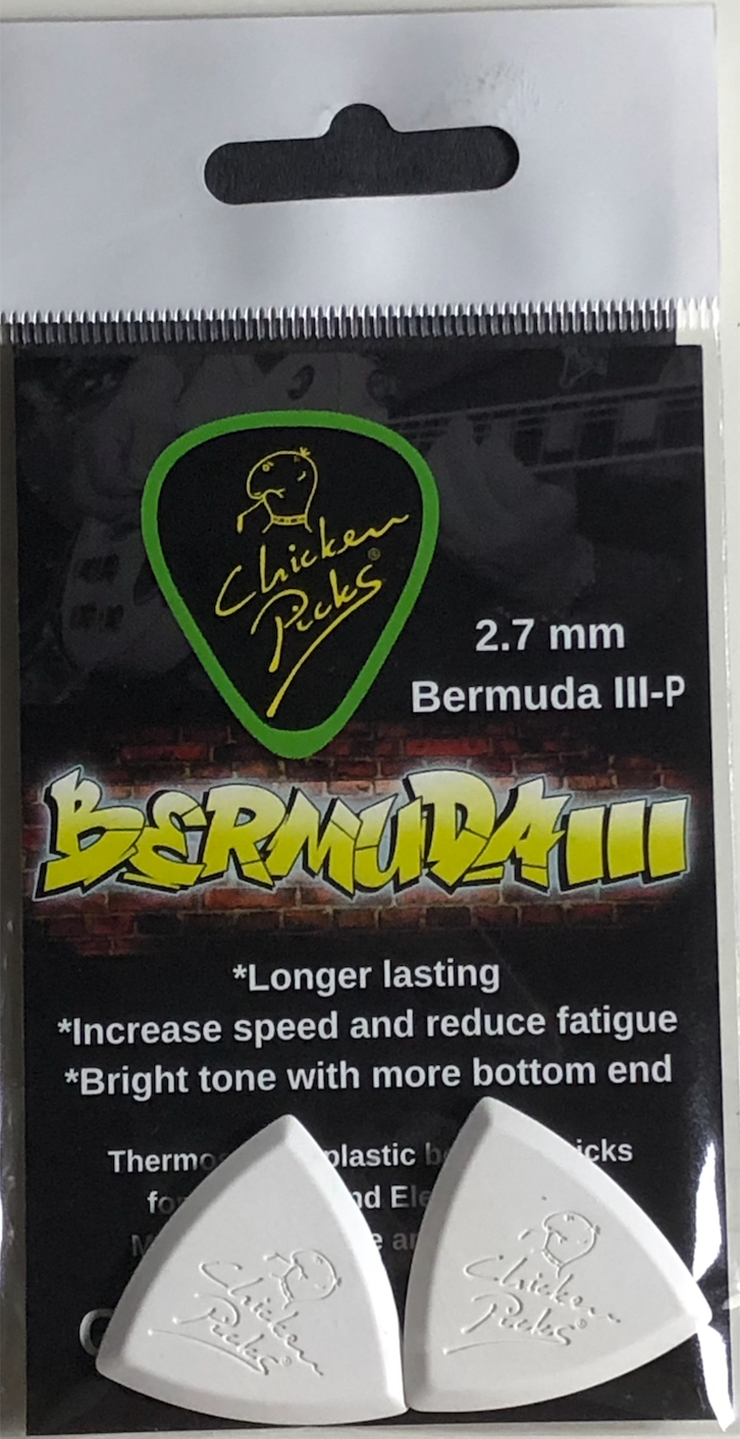 Chicken
Picks®
2.7 mm
Bermuda III-P
BERMUDA III
*Longer lasting
*Increase speed and reduce fatigue
*Bright tone with more bottom end
plastic
Chicken
Picks®
Chicken
Picks®